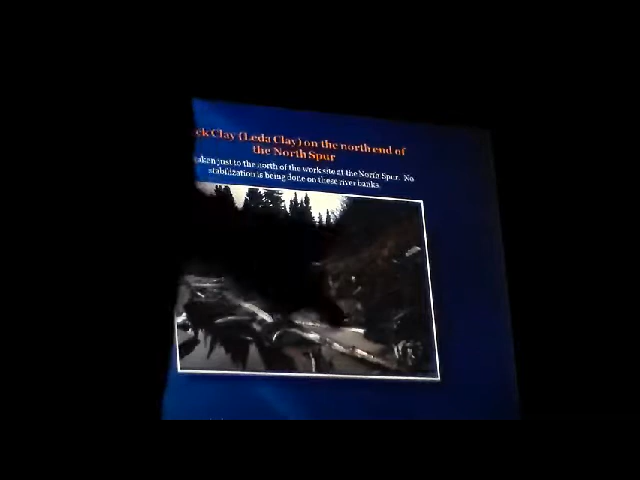 ck Clay (Leda Clay) on the north end of
the North Spur
taken just to the north of the work site at the North Spur. No
stabilization is being done on these river banks.